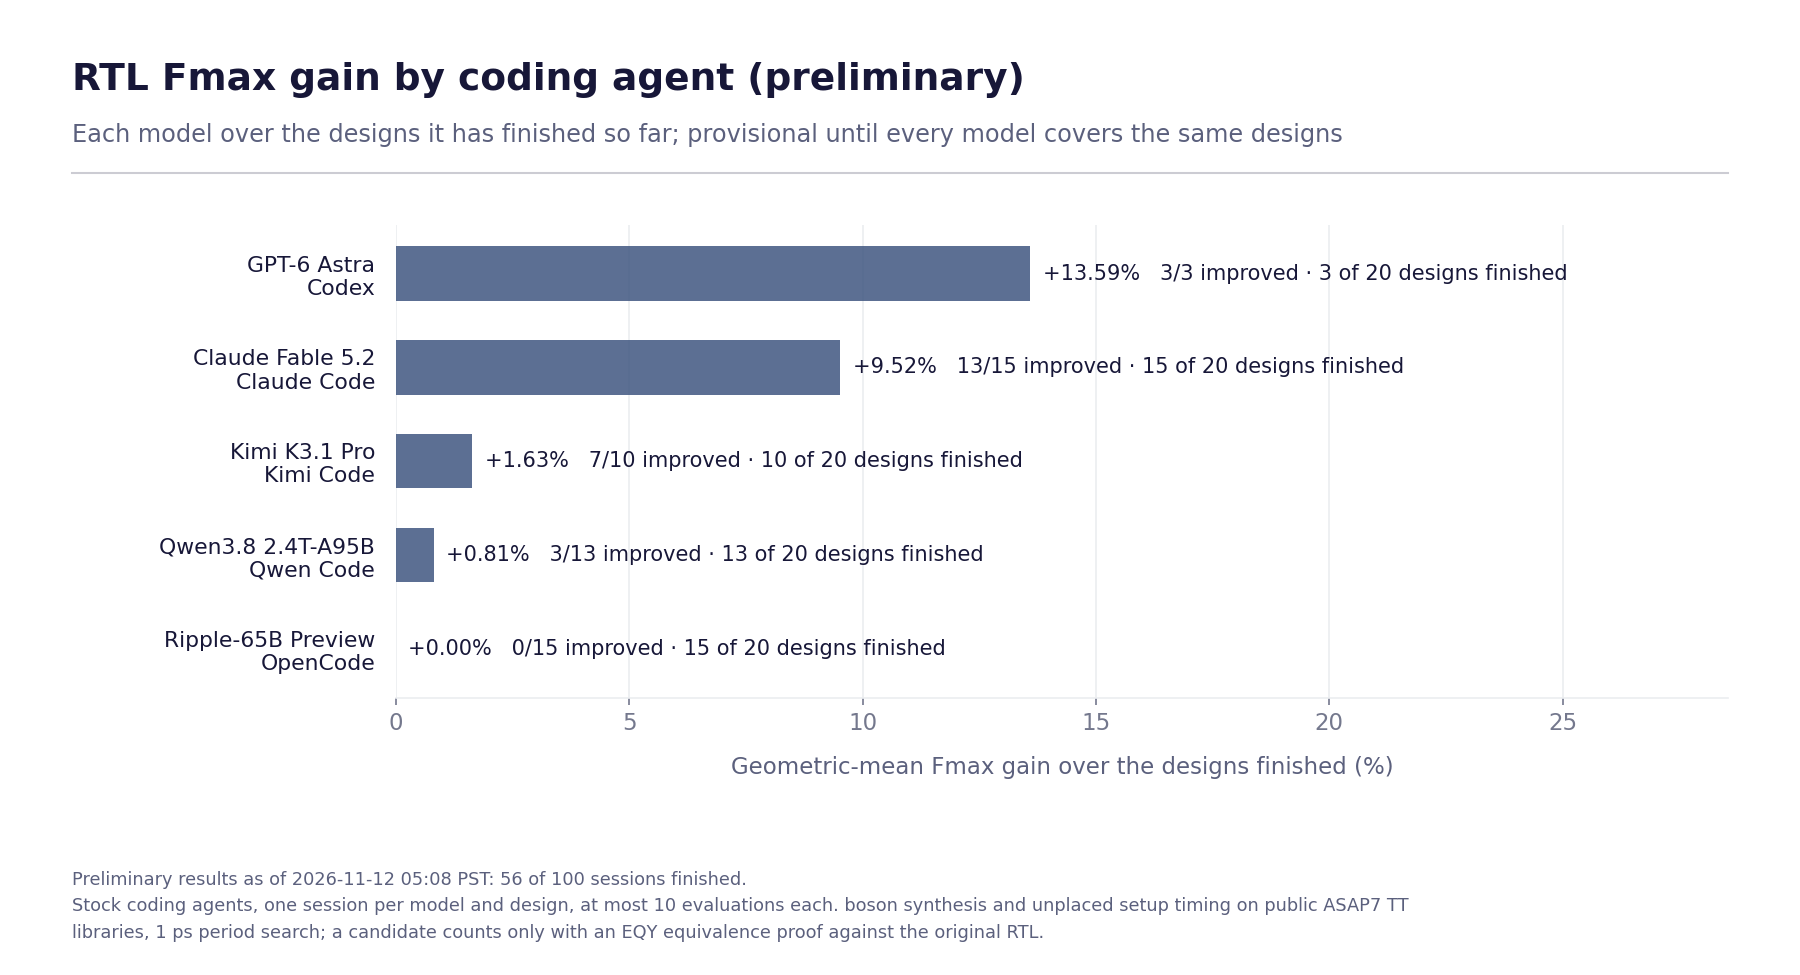 RTL Fmax gain by coding agent (preliminary)
Each model over the designs it has finished so far; provisional until every model covers the same designs
GPT-6 Astra
Codex
+13.59% 3/3 improved · 3 of 20 designs finished
Claude Fable 5.2
Claude Code
+9.52% 13/15 improved · 15 of 20 designs finished
Kimi K3.1 Pro
Kimi Code
+1.63% 7/10 improved · 10 of 20 designs finished
Qwen3.8 2.4T-A95B
Qwen Code
+0.81% 3/13 improved · 13 of 20 designs finished
Ripple-65B Preview
OpenCode
+0.00% 0/15 improved · 15 of 20 designs finished
0 5 10 15 20 25
Geometric-mean Fmax gain over the designs finished (%)
Preliminary results as of 2026-11-12 05:08 PST: 56 of 100 sessions finished.
Stock coding agents, one session per model and design, at most 10 evaluations each. boson synthesis and unplaced setup timing on public ASAP7 TT
libraries, 1 ps period search; a candidate counts only with an EQY equivalence proof against the original RTL.